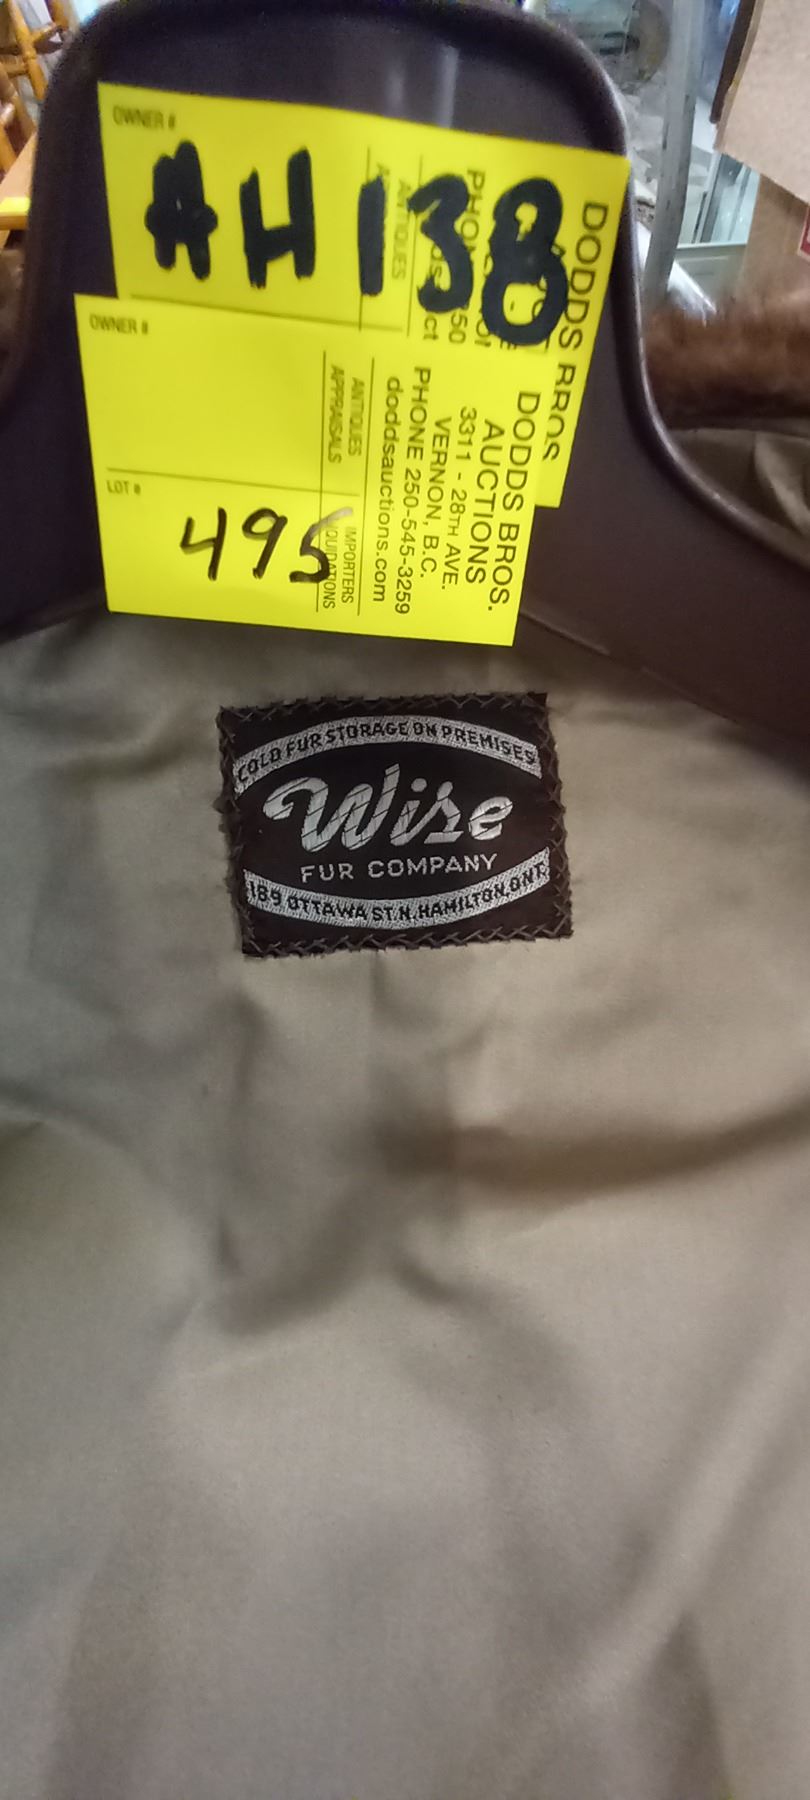 OWNER #
AH138
DODDS BROS
OWNER #
LOT #
495
DODDS BROS.
AUCTIONS
3311 - 28TH AVE.
VERNON, B.C.
PHONE 250-545-3259
doddsauctions.com
ANTIQUES
APPRAISALS
IMPORTERS
COLD FUR STORAGE ON PREMISES
Wise
FUR COMPANY
189 OTTAWA ST. N. HAMILTON, ONT.